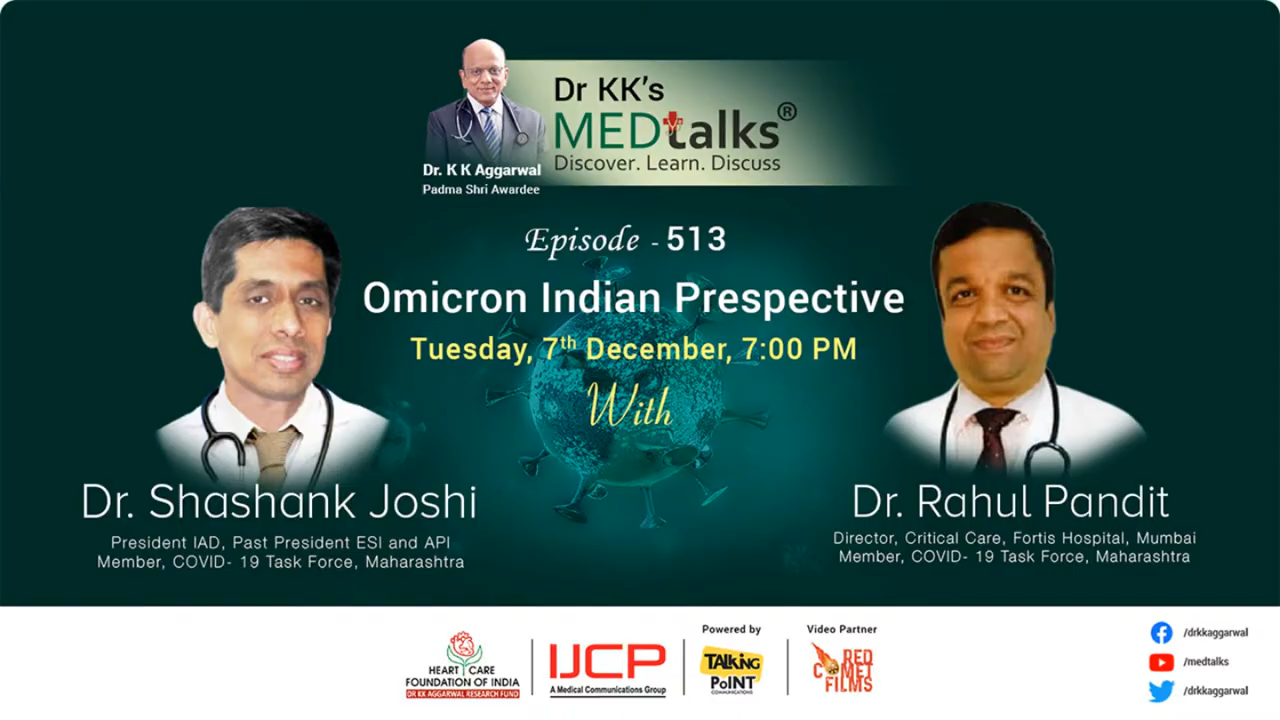 Dr KK's
MEDtalks®
Discover. Learn. Discuss
Dr. K K Aggarwal
Padma Shri Awardee
Episode - 513
Omicron Indian Prespective
Tuesday, 7th December, 7:00 PM
With
Dr. Shashank Joshi
President IAD, Past President ESI and API
Member, COVID- 19 Task Force, Maharashtra
Dr. Rahul Pandit
Director, Critical Care, Fortis Hospital, Mumbai
Member, COVID- 19 Task Force, Maharashtra
HEART CARE
FOUNDATION OF INDIA
DR KK AGGARWAL RESEARCH FUND
IJCP
A Medical Communications Group
Powered by
TALKiNG
PoiNT
COMMUNICATIONS
Video Partner
RED
COMET
FILMS
/drkkaggarwal
/medtalks
/drkkaggarwal